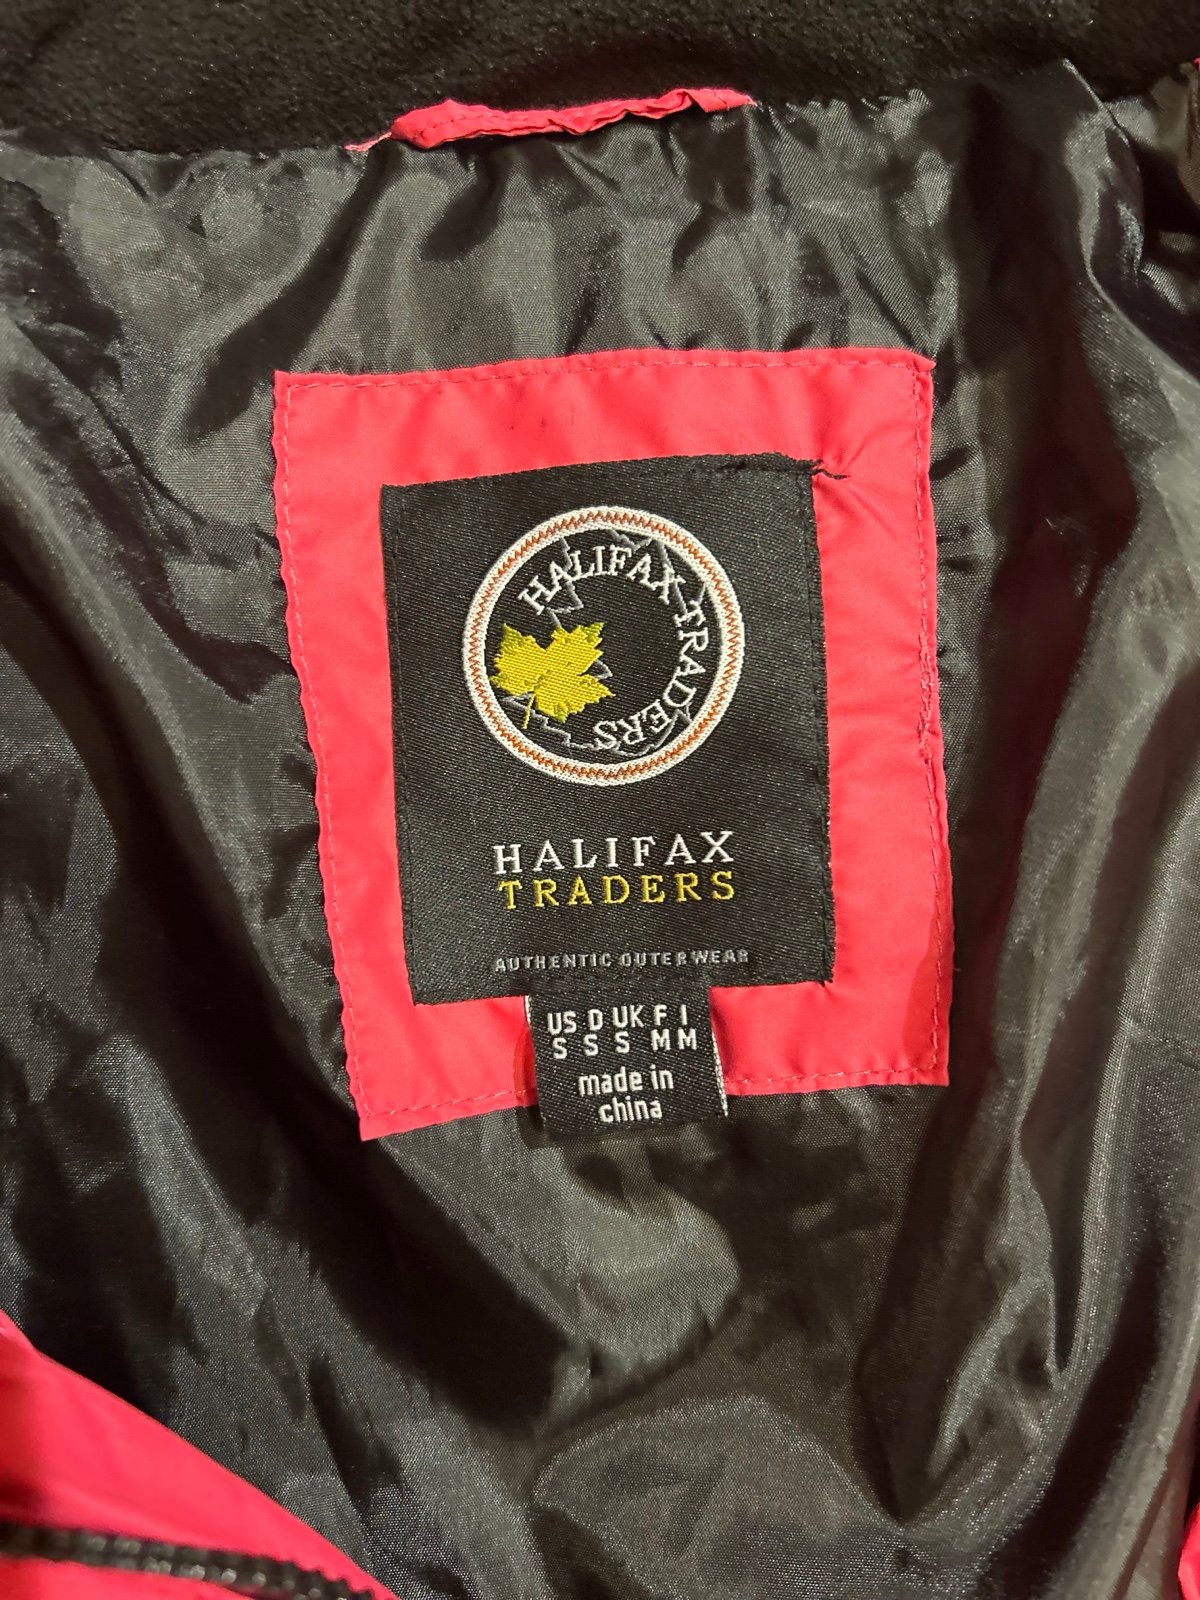 HALIFAX TRADERS
HALIFAX
TRADERS
AUTHENTIC OUTERWEAR
US D UK F I
S S S M M
made in
china